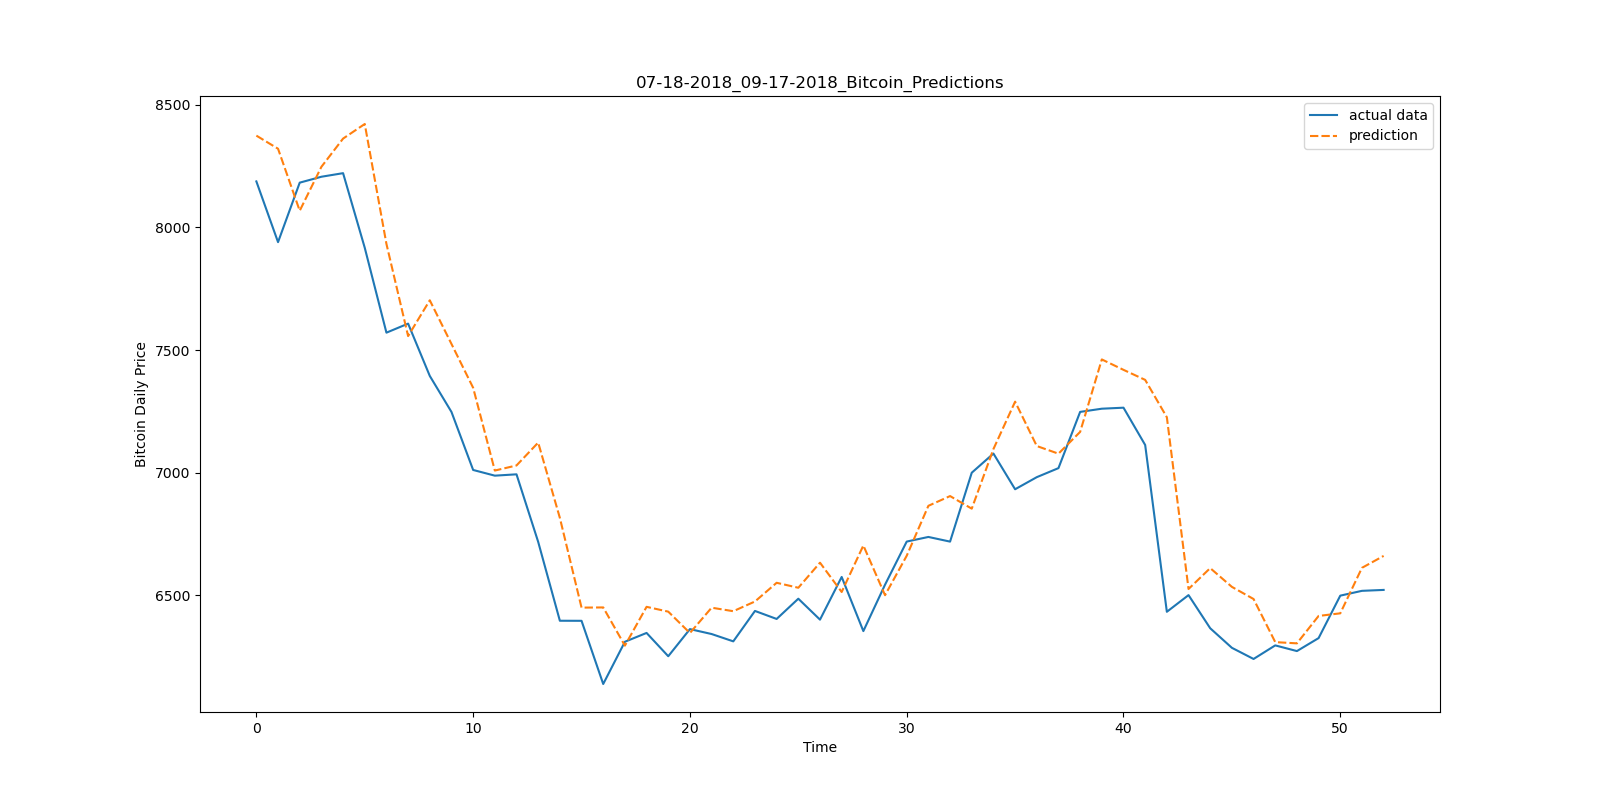 07-18-2018_09-17-2018_Bitcoin_Predictions
actual data
prediction
8500
8000
7500
7000
6500
Bitcoin Daily Price
0 10 20 30 40 50
Time